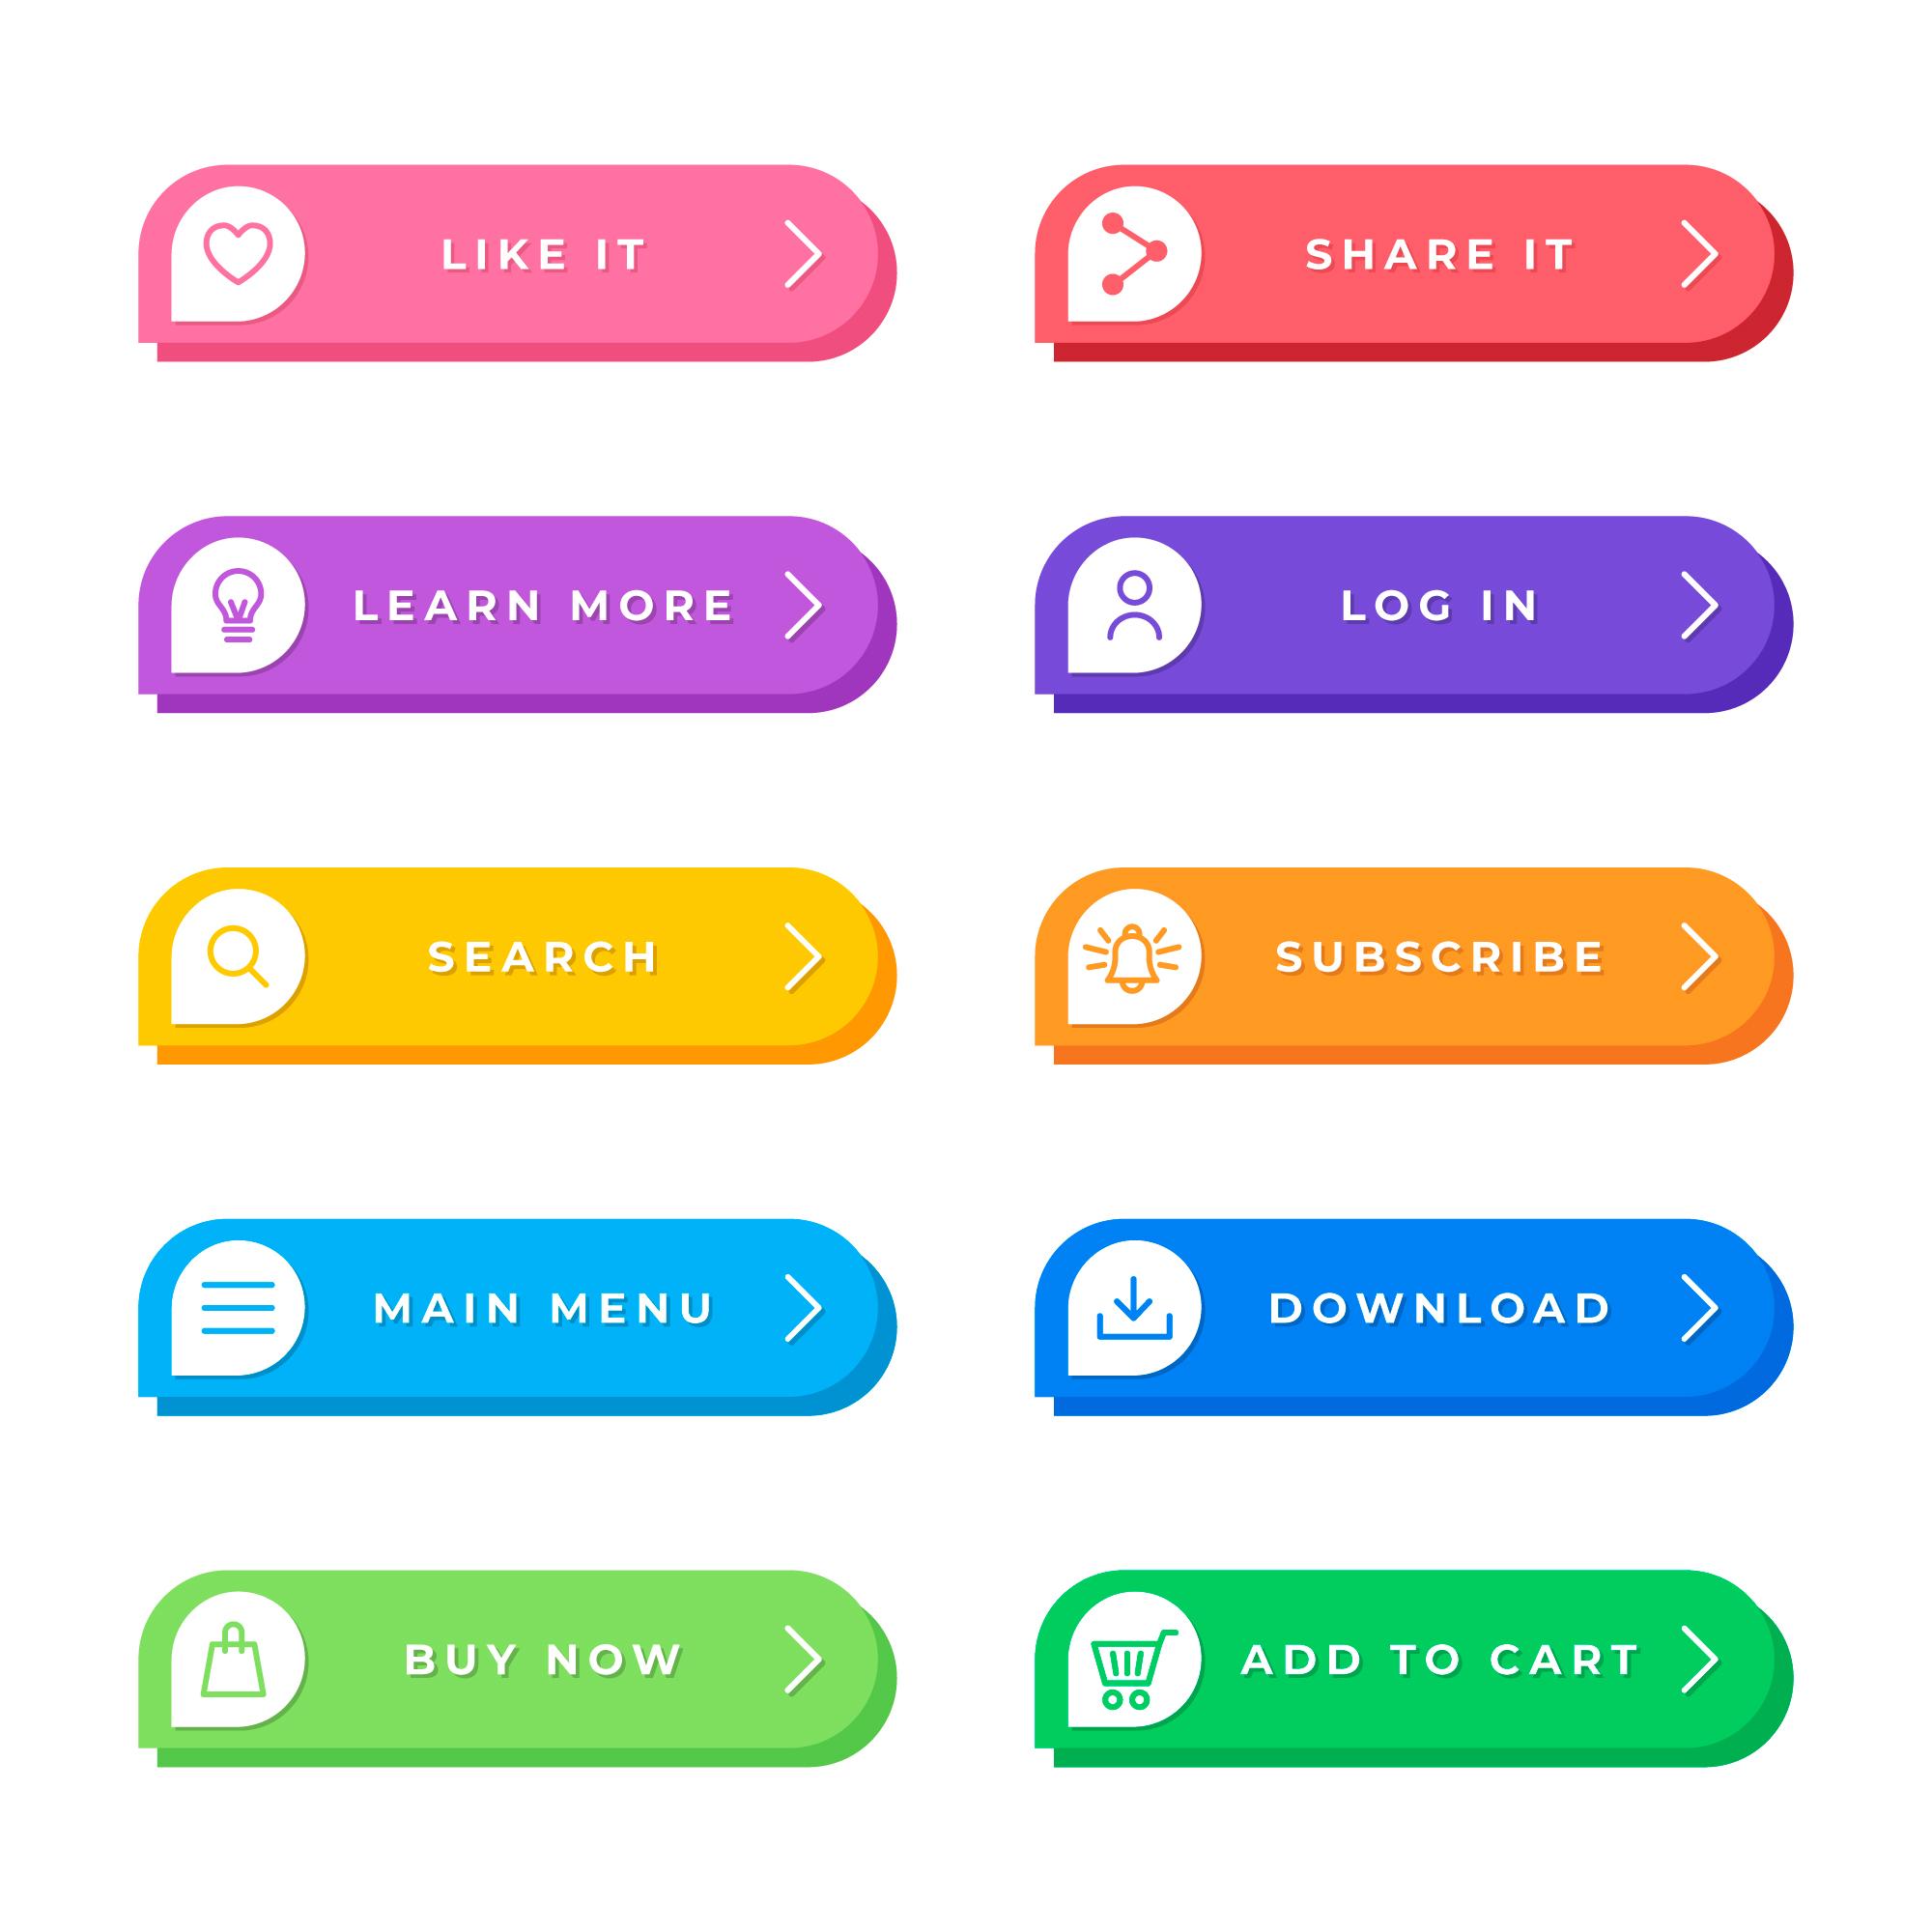 LIKE IT
SHARE IT
LEARN MORE
LOG IN
SEARCH
SUBSCRIBE
MAIN MENU
DOWNLOAD
BUY NOW
ADD TO CART